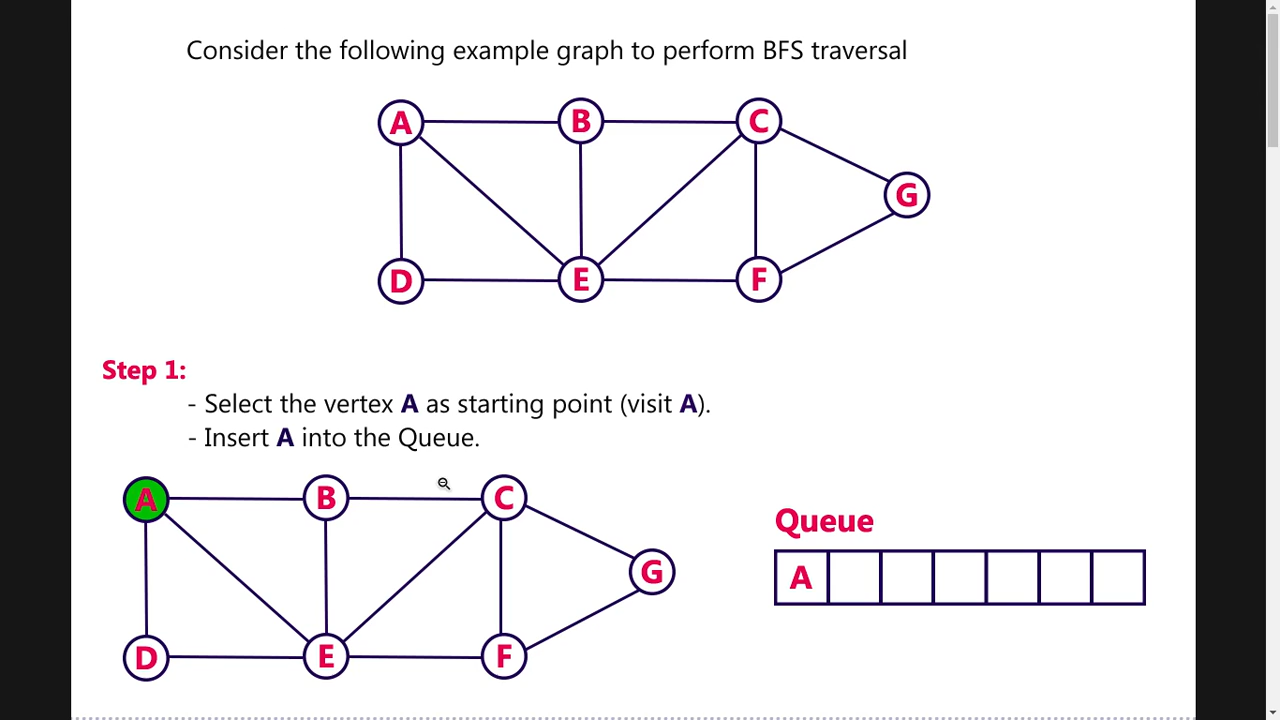 Consider the following example graph to perform BFS traversal
A B C
G
D E F
Step 1:
- Select the vertex A as starting point (visit A).
- Insert A into the Queue.
A B C
Queue
G
A
D E F